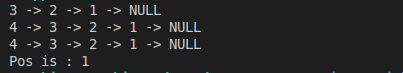 3 -> 2 -> 1 -> NULL
4 -> 3 -> 2 -> 1 -> NULL
4 -> 3 -> 2 -> 1 -> NULL
Pos is : 1